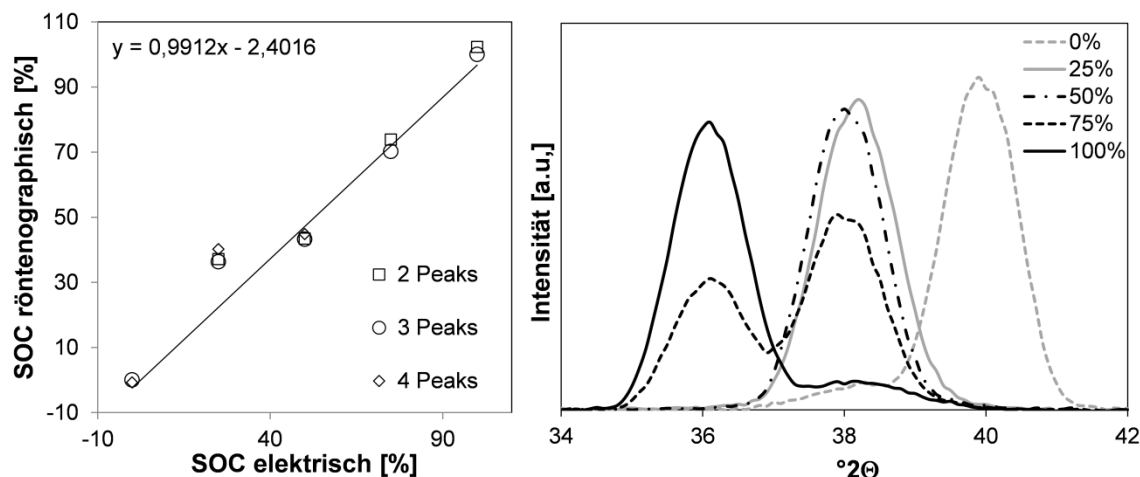 SOC röntenographisch [%]
y = 0,9912x - 2,4016
110
90
70
50
30
10
-10
2 Peaks
3 Peaks
4 Peaks
-10
40
90
SOC elektrisch [%]
Intensität [a.u,]
0%
25%
50%
75%
100%
34
36
38
40
42
°2Θ